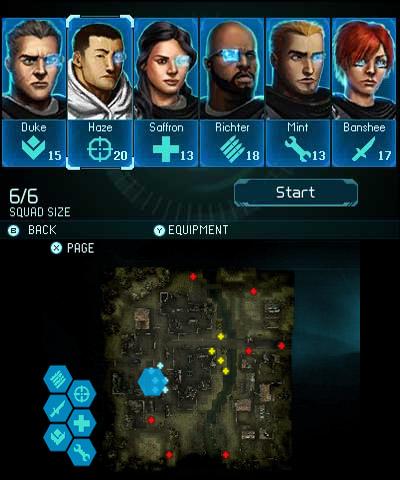 Duke Haze Saffron Richter Mint Banshee
15 20 13 18 13 17
6/6 Start
SQUAD SIZE
B BACK Y EQUIPMENT
X PAGE